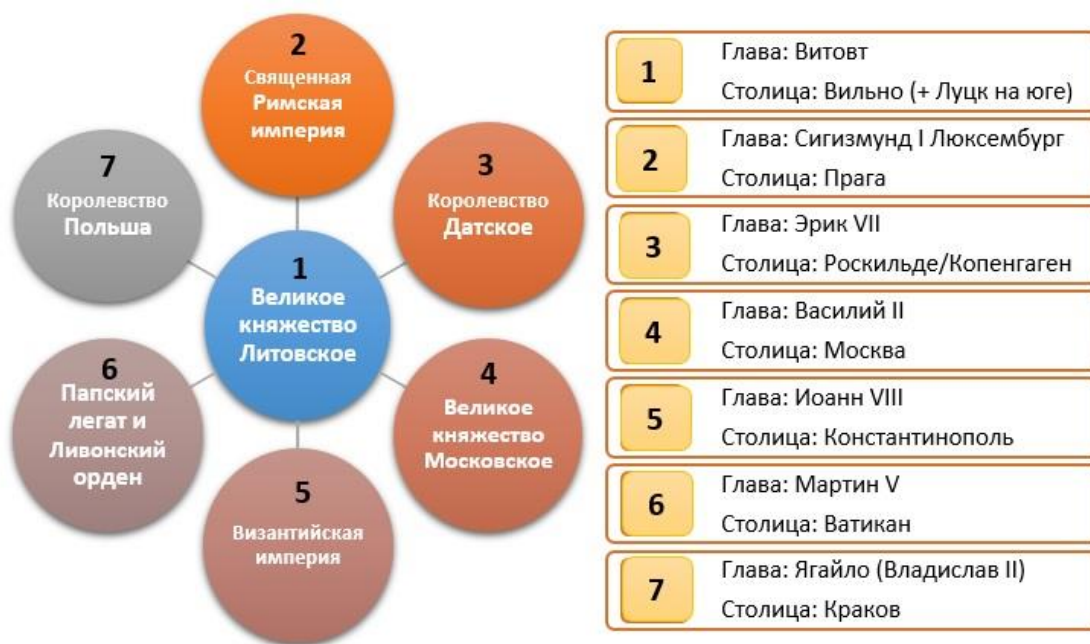 2
Священная
Римская
империя
3
Королевство
Датское
7
Королевство
Польша
1
Великое
княжество
Литовское
6
Папский
легат и
Ливонский
орден
4
Великое
княжество
Московское
5
Византийская
империя
1
Глава: Витовт
Столица: Вильно (+ Луцк на юге)
2
Глава: Сигизмунд I Люксембург
Столица: Прага
3
Глава: Эрик VII
Столица: Роскильде/Копенгаген
4
Глава: Василий II
Столица: Москва
5
Глава: Иоанн VIII
Столица: Константинополь
6
Глава: Мартин V
Столица: Ватикан
7
Глава: Ягайло (Владислав II)
Столица: Краков